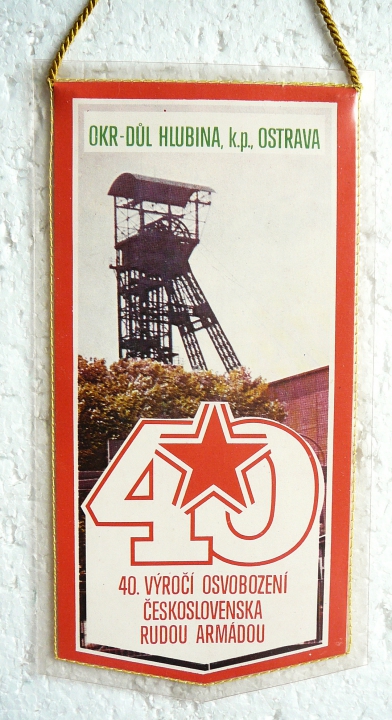 OKR-DŮL HLUBINA, k.p., OSTRAVA
40
40. VÝROČÍ OSVOBOZENÍ
ČESKOSLOVENSKA
RUDOU ARMÁDOU